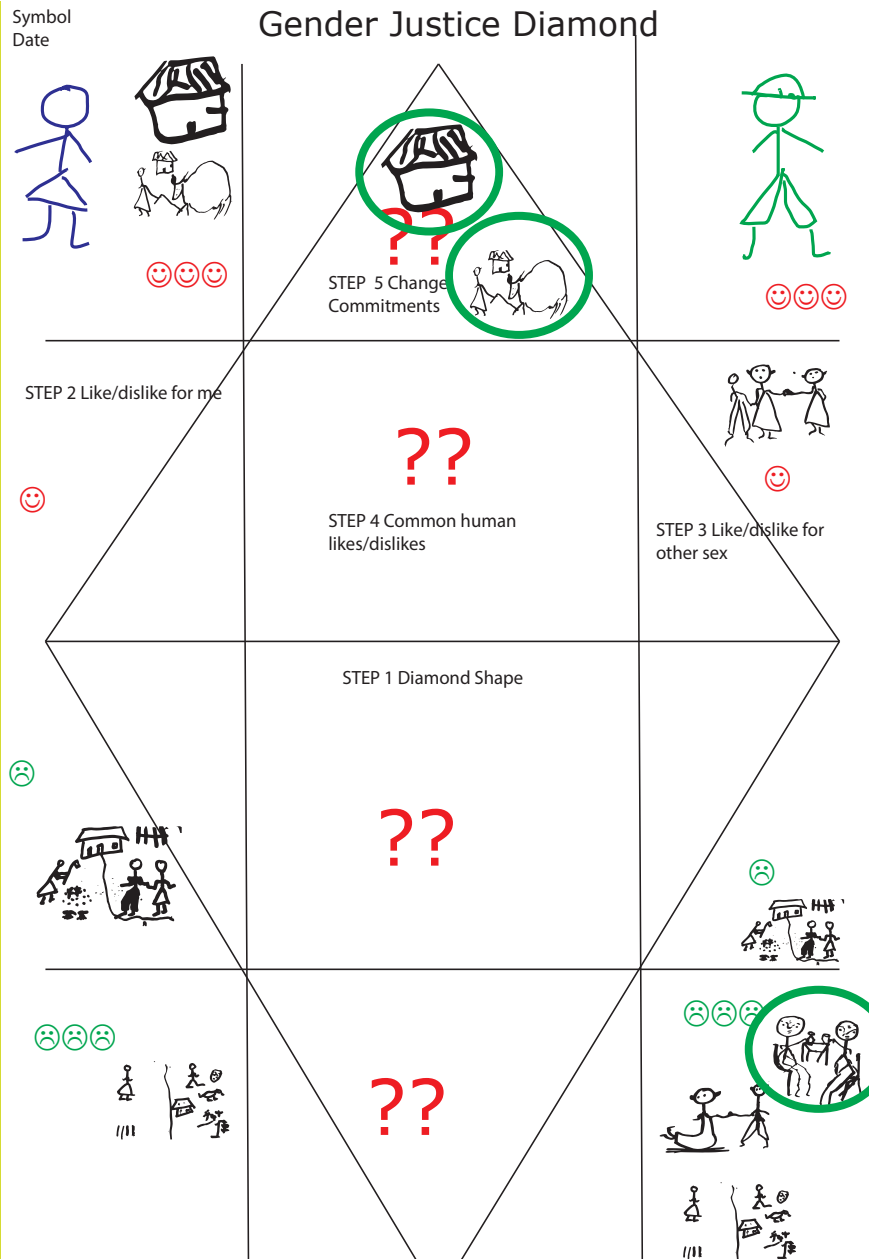 Symbol
Date
Gender Justice Diamond
??
STEP 5 Change
Commitments
STEP 2 Like/dislike for me
??
STEP 4 Common human
likes/dislikes
STEP 3 Like/dislike for
other sex
STEP 1 Diamond Shape
??
??